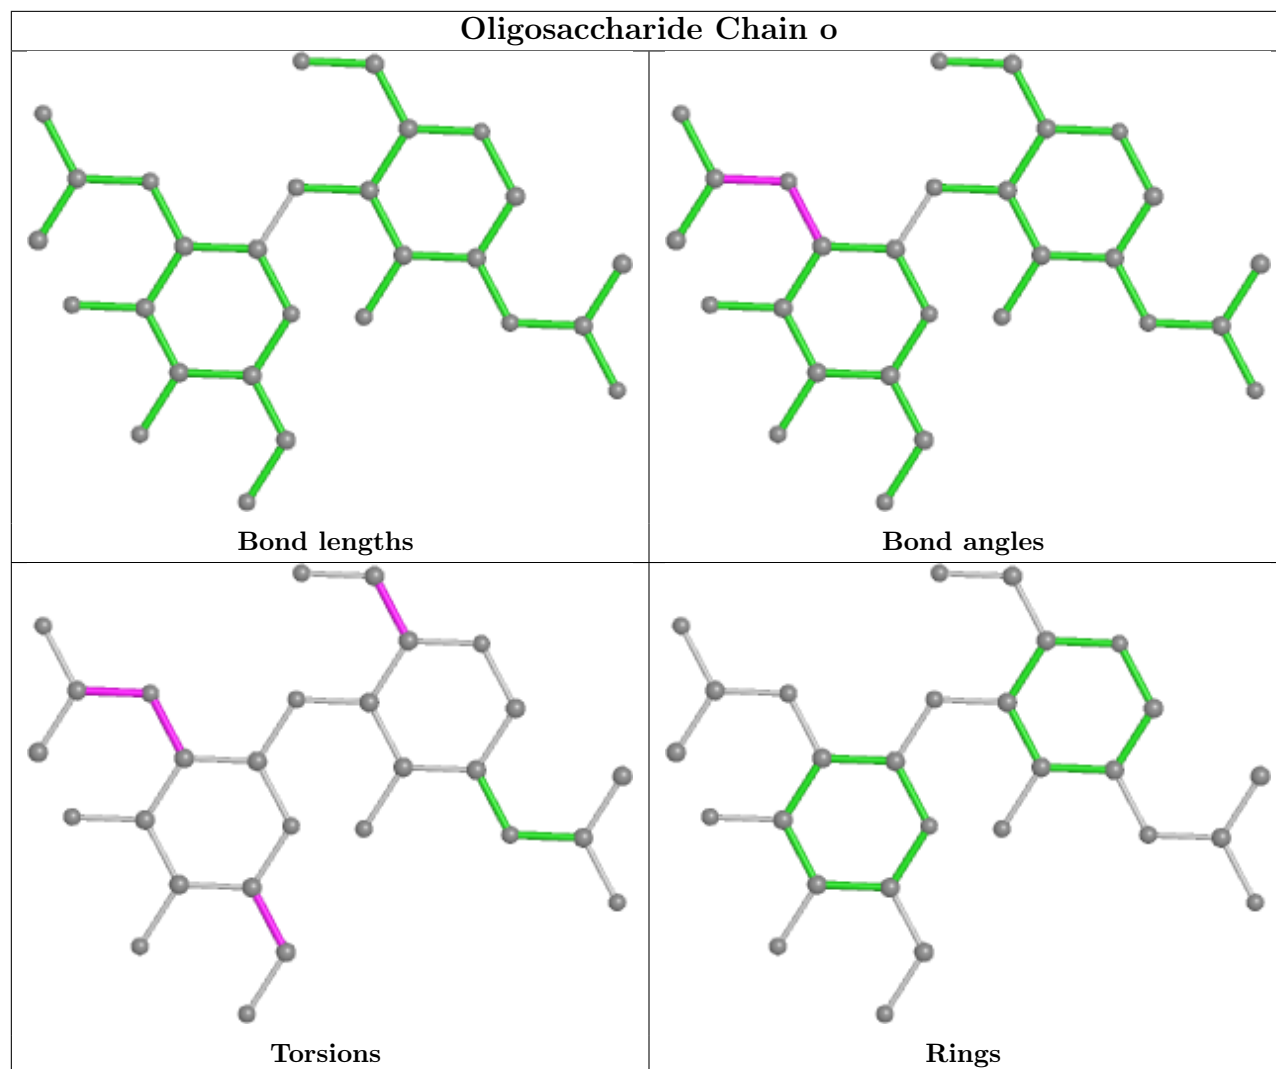 Oligosaccharide Chain o
Bond lengths
Bond angles
Torsions
Rings